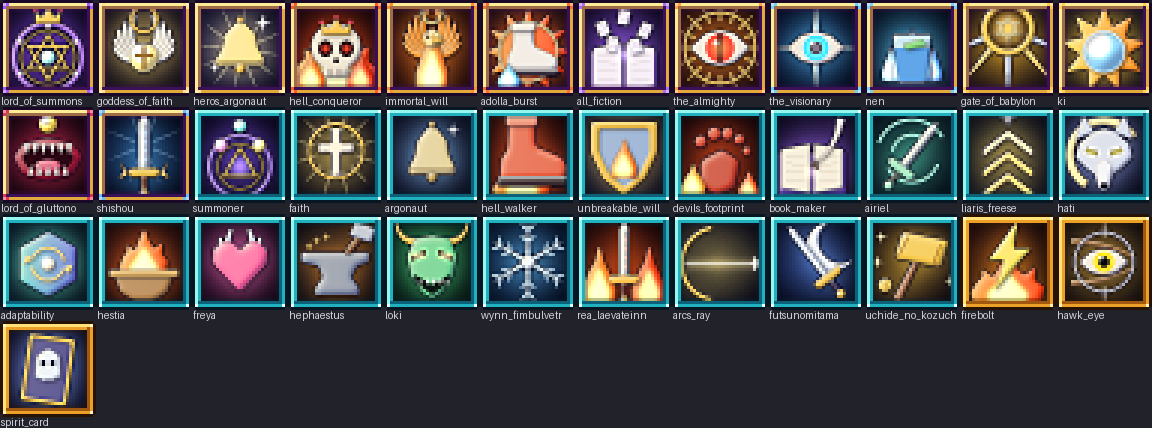 lord_of_summons goddess_of_faith heros_argonaut hell_conqueror immortal_will adolla_burst all_fiction the_almighty the_visionary nen gate_of_babylon ki
lord_of_gluttono shishou summoner faith argonaut hell_walker unbreakable_will devils_footprint book_maker airiel liaris_freese hati
adaptability hestia freya hephaestus loki wynn_fimbulvetr rea_laevateinn arcs_ray futsunomitama uchide_no_kozuch firebolt hawk_eye
spirit_card